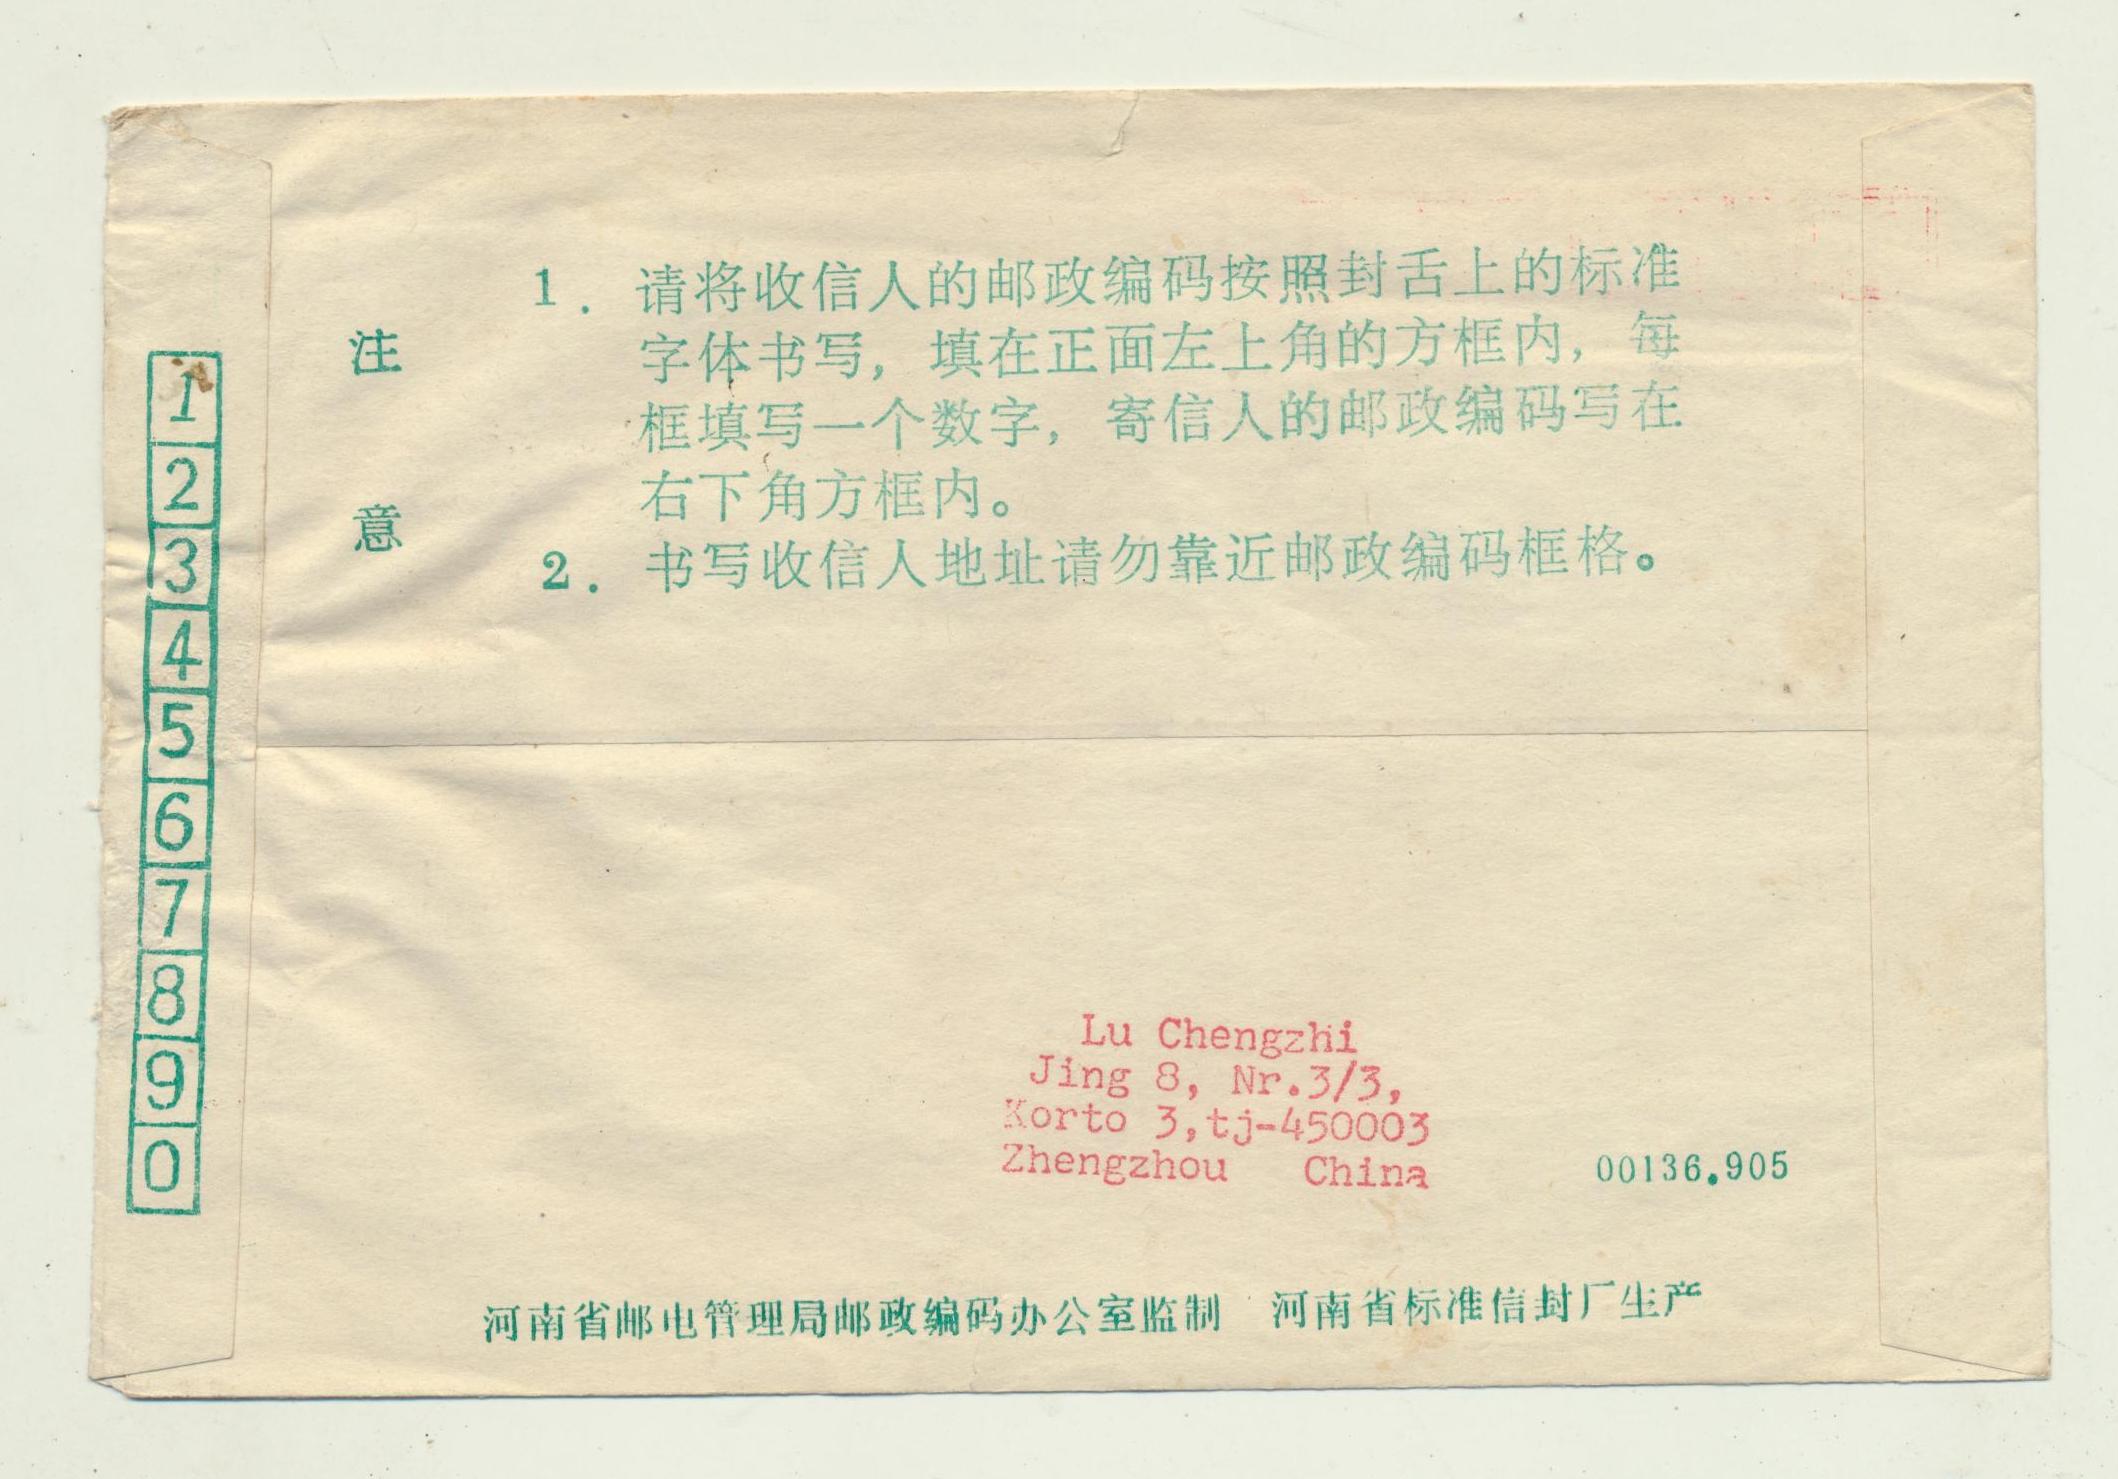 注意
1. 请将收信人的邮政编码按照封舌上的标准
字体书写，填在正面左上角的方框内，每
框填写一个数字，寄信人的邮政编码写在
右下角方框内。
2. 书写收信人地址请勿靠近邮政编码框格。
1
2
3
4
5
6
7
8
9
0
Lu Chengzhi
Jing 8, Nr.3/3,
Korto 3,tj-450003
Zhengzhou China
00136.905
河南省邮电管理局邮政编码办公室监制 河南省标准信封厂生产